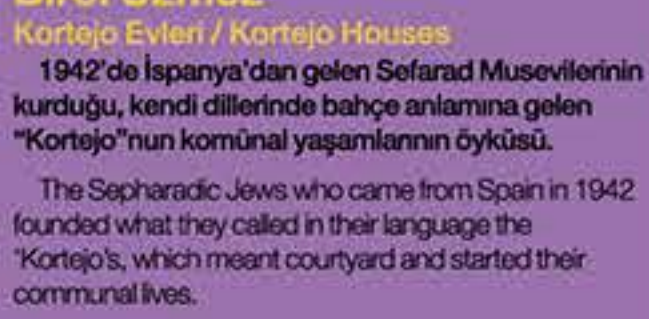 Kortejo Evleri / Kortejo Houses
1942'de İspanya'dan gelen Sefarad Musevilerinin
kurduğu, kendi dillerinde bahçe anlamına gelen
"Kortejo"nun komünal yaşamlarının öyküsü.
The Sepharadic Jews who came from Spain in 1942
founded what they called in their language the
"Kortejo's, which meant courtyard and started their
communal lives.